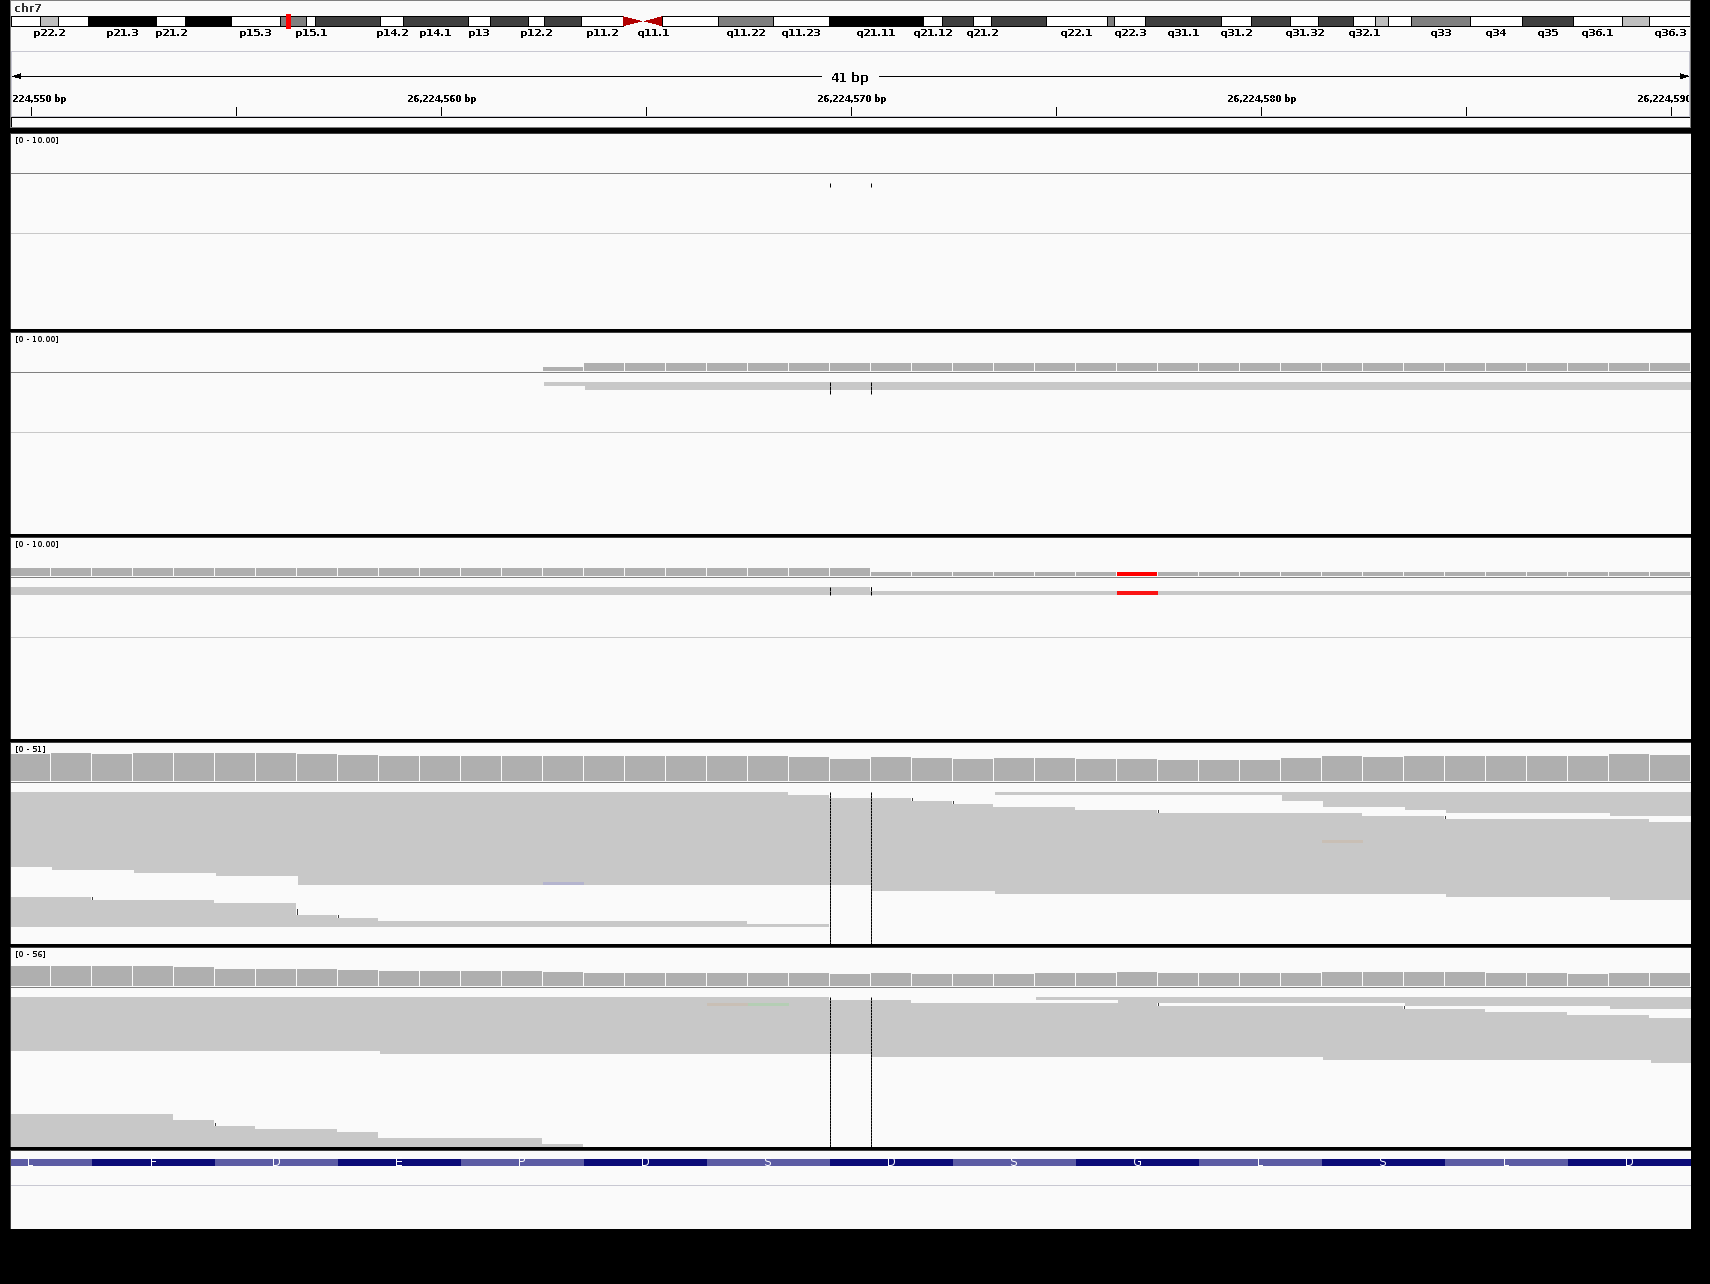 chr7
p22.2 p21.3 p21.2 p15.3 p15.1 p14.2 p14.1 p13 p12.2 p11.2 q11.1 q11.22 q11.23 q21.11 q21.12 q21.2 q22.1 q22.3 q31.1 q31.2 q31.32 q32.1 q33 q34 q35 q36.1 q36.3
41 bp
224,550 bp 26,224,560 bp 26,224,570 bp 26,224,580 bp 26,224,590
[0 - 10.00]
[0 - 10.00]
[0 - 10.00]
[0 - 51]
[0 - 56]
L F D E P D S D S G L S L D